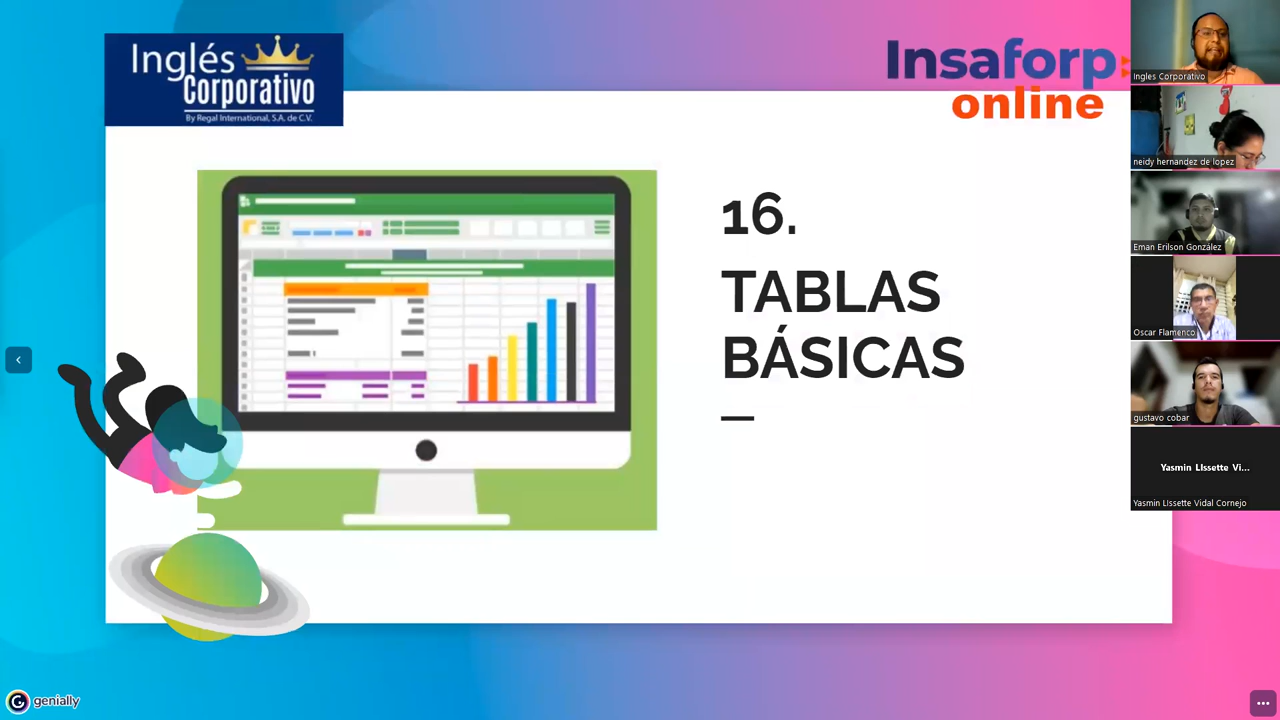 Inglés
Corporativo
By Regal International, S.A. de C.V.
Insaforp
online
16.
TABLAS
BÁSICAS
genially
Ingles Corporativo
neidy hernandez de lopez
Eman Erilson González
Oscar Flamenco
gustavo cobar
Yasmin LIssette Vi...
Yasmin LIssette Vidal Cornejo